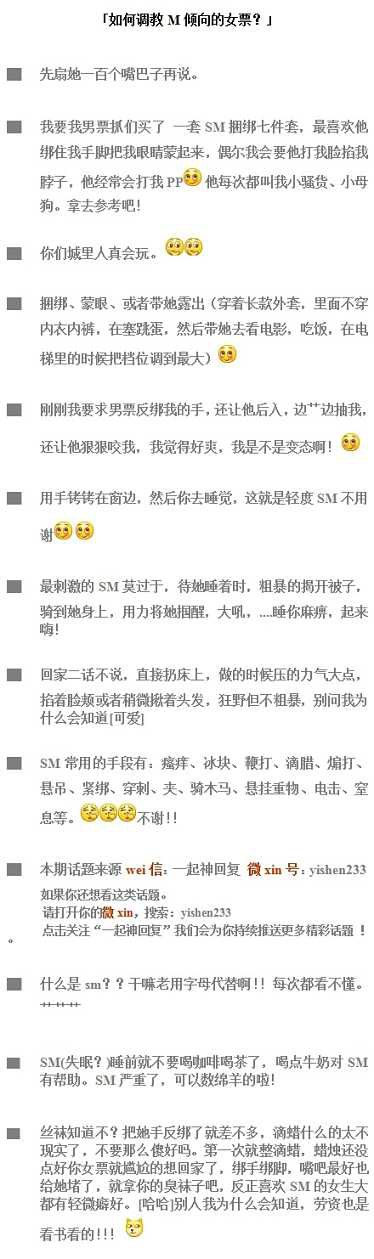 「如何调教 M 倾向的女票？」
先扇她一百个嘴巴子再说。
我要我男票抓们买了 一套 SM 捆绑七件套，最喜欢他
绑住我手脚把我眼睛蒙起来，偶尔我会要他打我脸掐我
脖子，他经常会打我 PP 他每次都叫我小骚货、小母
狗。拿去参考吧！
你们城里人真会玩。
捆绑、蒙眼、或者带她露出（穿着长款外套，里面不穿
内衣内裤，在塞跳蛋，然后带她去看电影，吃饭，在电
梯里的时候把档位调到最大）
刚刚我要求男票反绑我的手，还让他后入，边艹边抽我，
还让他狠狠咬我，我觉得好爽，我是不是变态啊！
用手铐铐在窗边，然后你去睡觉，这就是轻度 SM 不用
谢
最刺激的 SM 莫过于，待她睡着时，粗暴的揭开被子，
骑到她身上，用力将她掴醒，大吼，....睡你麻痹，起来
嗨！
回家二话不说，直接扔床上，做的时候压的力气大点，
掐着脸颊或者稍微揪着头发，狂野但不粗暴，别问我为
什么会知道[可爱]
SM 常用的手段有：瘙痒、冰块、鞭打、滴腊、煽打、
悬吊、紧绑、穿刺、夹、骑木马、悬挂重物、电击、窒
息等。不谢!!
本期话题来源 wei 信：一起神回复 微 xin 号：yishen233
如果你还想看这类话题。
请打开你的微 xin，搜索：yishen233
点击关注“一起神回复”我们会为你持续推送更多精彩话题 ！
。
什么是 sm？？干嘛老用字母代替啊!！每次都看不懂。
艹艹艹
SM(失眠？)睡前就不要喝咖啡喝茶了，喝点牛奶对 SM
有帮助。SM 严重了，可以数绵羊的啦！
丝袜知道不？把她手反绑了就差不多，滴蜡什么的太不
现实了，不要那么傻好吗。第一次就整滴蜡，蜡烛还没
点好你女票就尴尬的想回家了，绑手绑脚，嘴吧最好也
给她堵了，就拿你的臭袜子吧，反正喜欢 SM 的女生大
都有轻微癖好。[哈哈]别人我为什么会知道，劳资也是
看书看的!!!